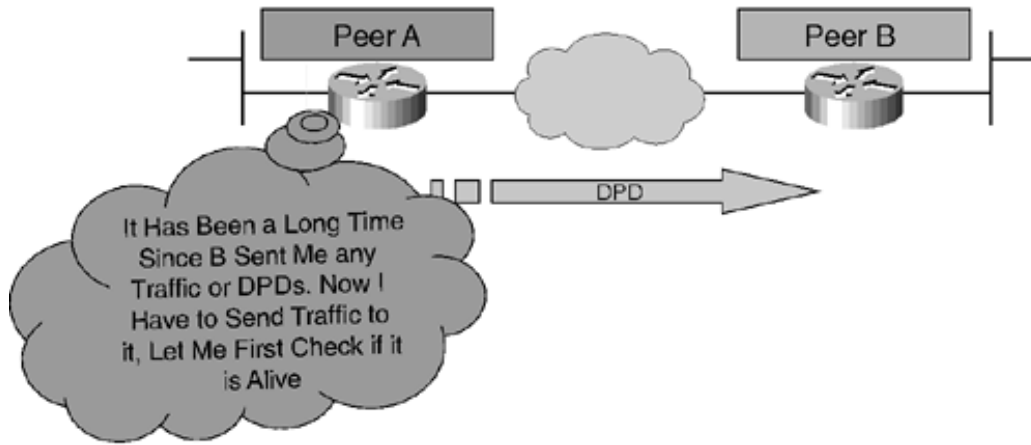 Peer A
Peer B
DPD
It Has Been a Long Time
Since B Sent Me any
Traffic or DPDs. Now I
Have to Send Traffic to
it, Let Me First Check if it
is Alive